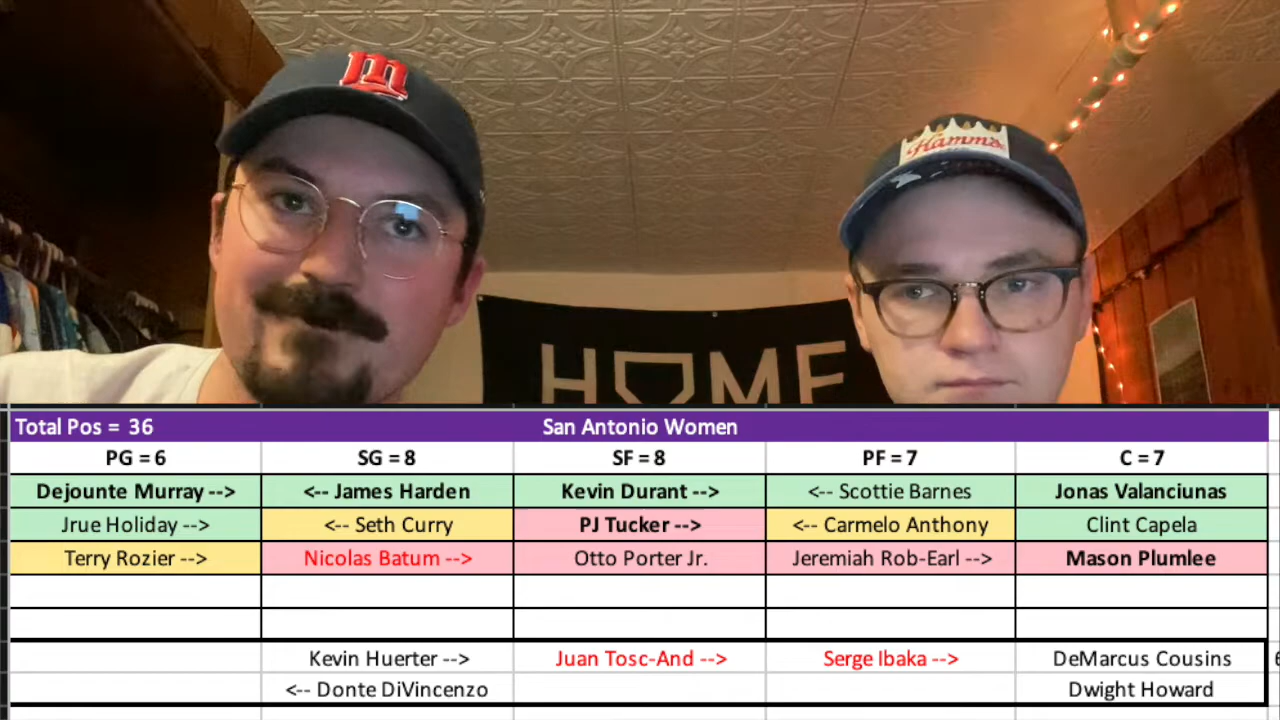 m
Hamm's
HOME
Total Pos = 36 San Antonio Women
PG = 6 SG = 8 SF = 8 PF = 7 C = 7
Dejounte Murray --> <-- James Harden Kevin Durant --> <-- Scottie Barnes Jonas Valanciunas
Jrue Holiday --> <-- Seth Curry PJ Tucker --> <-- Carmelo Anthony Clint Capela
Terry Rozier --> Nicolas Batum --> Otto Porter Jr. Jeremiah Rob-Earl --> Mason Plumlee
Kevin Huerter --> Juan Tosc-And --> Serge Ibaka --> DeMarcus Cousins
<-- Donte DiVincenzo Dwight Howard